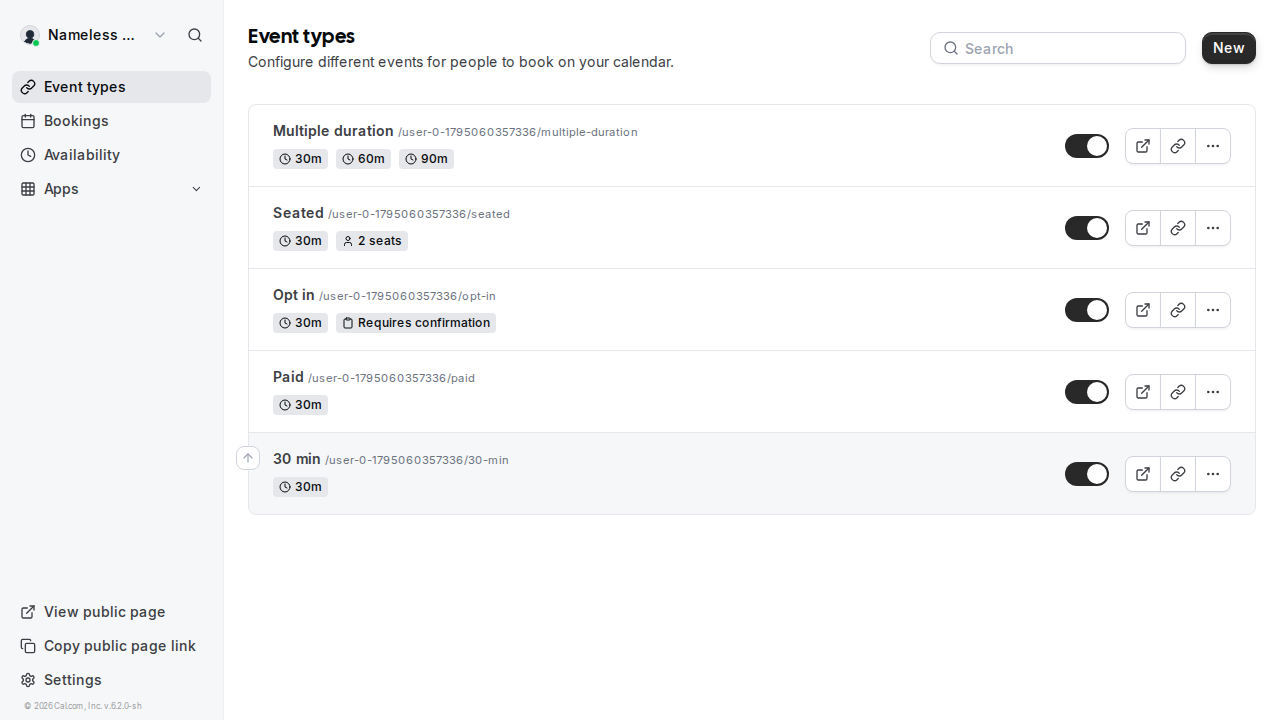 Nameless ...
Event types
Bookings
Availability
Apps
View public page
Copy public page link
Settings
© 2026 Cal.com, Inc. v.6.2.0-sh
Event types
Configure different events for people to book on your calendar.
Search
New
Multiple duration /user-0-1795060357336/multiple-duration
30m 60m 90m
Seated /user-0-1795060357336/seated
30m 2 seats
Opt in /user-0-1795060357336/opt-in
30m Requires confirmation
Paid /user-0-1795060357336/paid
30m
30 min /user-0-1795060357336/30-min
30m